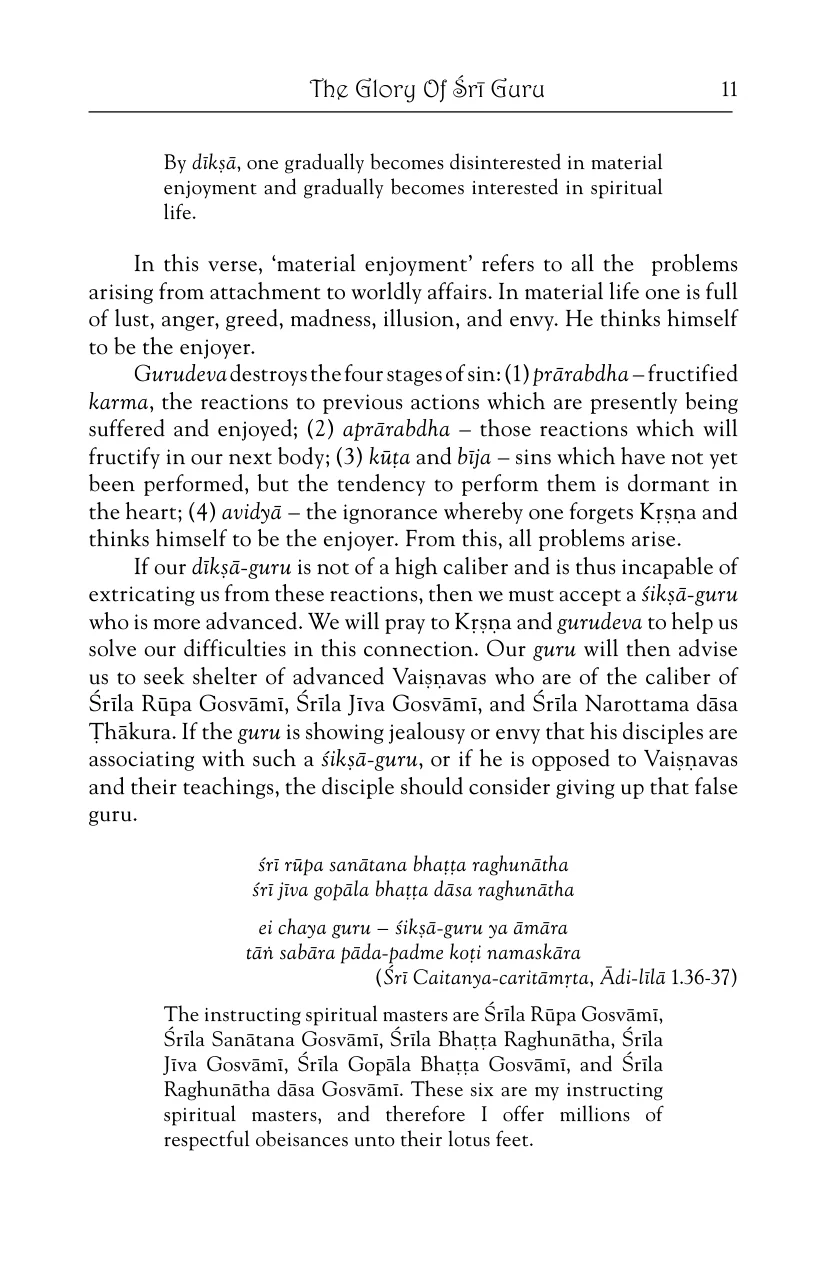 The Glory Of Śrī Guru 11
By dīkṣā, one gradually becomes disinterested in material
enjoyment and gradually becomes interested in spiritual
life.
In this verse, ‘material enjoyment’ refers to all the problems
arising from attachment to worldly affairs. In material life one is full
of lust, anger, greed, madness, illusion, and envy. He thinks himself
to be the enjoyer.
Gurudeva destroys the four stages of sin: (1) prārabdha – fructified
karma, the reactions to previous actions which are presently being
suffered and enjoyed; (2) aprārabdha – those reactions which will
fructify in our next body; (3) kūṭa and bīja – sins which have not yet
been performed, but the tendency to perform them is dormant in
the heart; (4) avidyā – the ignorance whereby one forgets Kṛṣṇa and
thinks himself to be the enjoyer. From this, all problems arise.
If our dīkṣā-guru is not of a high caliber and is thus incapable of
extricating us from these reactions, then we must accept a śikṣā-guru
who is more advanced. We will pray to Kṛṣṇa and gurudeva to help us
solve our difficulties in this connection. Our guru will then advise
us to seek shelter of advanced Vaiṣṇavas who are of the caliber of
Śrīla Rūpa Gosvāmī, Śrīla Jīva Gosvāmī, and Śrīla Narottama dāsa
Ṭhākura. If the guru is showing jealousy or envy that his disciples are
associating with such a śikṣā-guru, or if he is opposed to Vaiṣṇavas
and their teachings, the disciple should consider giving up that false
guru.
śrī rūpa sanātana bhaṭṭa raghunātha
śrī jīva gopāla bhaṭṭa dāsa raghunātha
ei chaya guru – śikṣā-guru ya āmāra
tāṅ sabāra pāda-padme koṭi namaskāra
(Śrī Caitanya-caritāmṛta, Ādi-līlā 1.36-37)
The instructing spiritual masters are Śrīla Rūpa Gosvāmī,
Śrīla Sanātana Gosvāmī, Śrīla Bhaṭṭa Raghunātha, Śrīla
Jīva Gosvāmī, Śrīla Gopāla Bhaṭṭa Gosvāmī, and Śrīla
Raghunātha dāsa Gosvāmī. These six are my instructing
spiritual masters, and therefore I offer millions of
respectful obeisances unto their lotus feet.